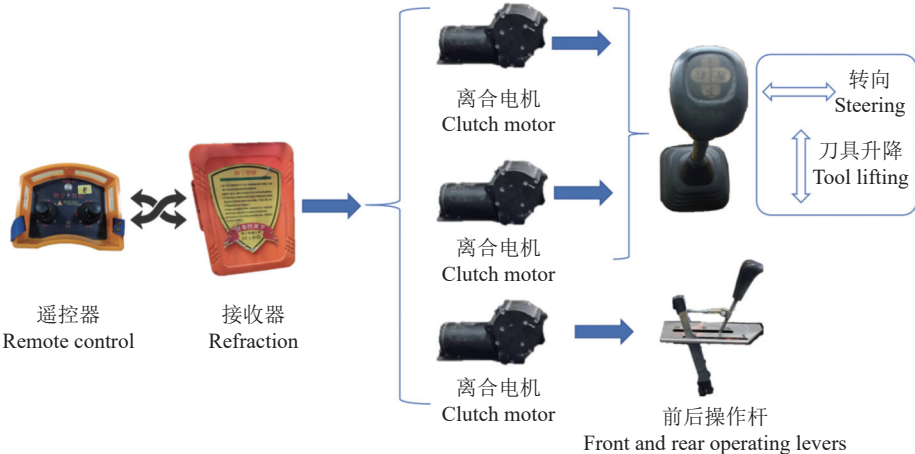 离合电机
Clutch motor
转向
Steering
刀具升降
Tool lifting
离合电机
Clutch motor
遥控器
Remote control
接收器
Refraction
离合电机
Clutch motor
前后操作杆
Front and rear operating levers